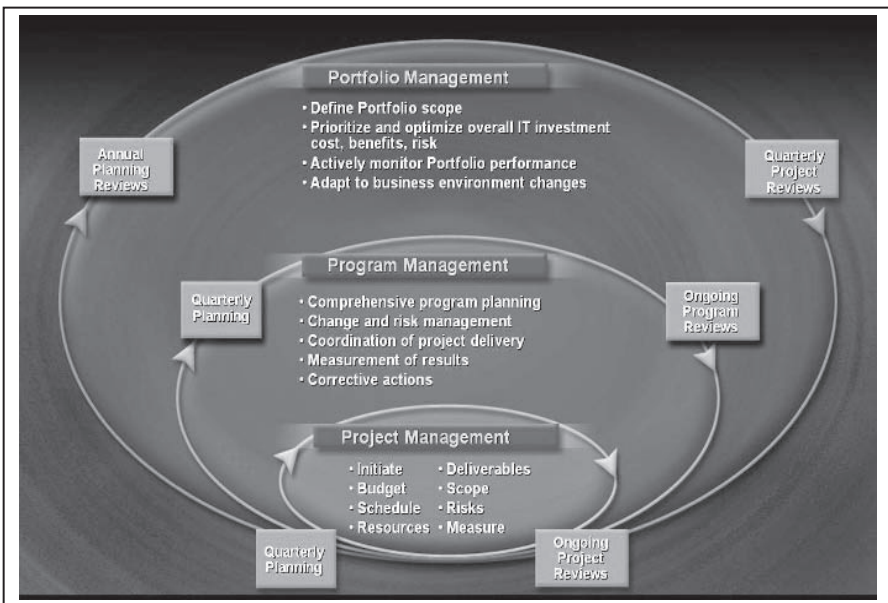 Portfolio Management
• Define Portfolio scope
• Prioritize and optimize overall IT investment
cost, benefits, risk
• Actively monitor Portfolio performance
• Adapt to business environment changes
Annual
Planning
Reviews
Quarterly
Project
Reviews
Program Management
• Comprehensive program planning
• Change and risk management
• Coordination of project delivery
• Measurement of results
• Corrective actions
Quarterly
Planning
Ongoing
Program
Reviews
Project Management
• Initiate
• Budget
• Schedule
• Resources
• Deliverables
• Scope
• Risks
• Measure
Quarterly
Planning
Ongoing
Project
Reviews